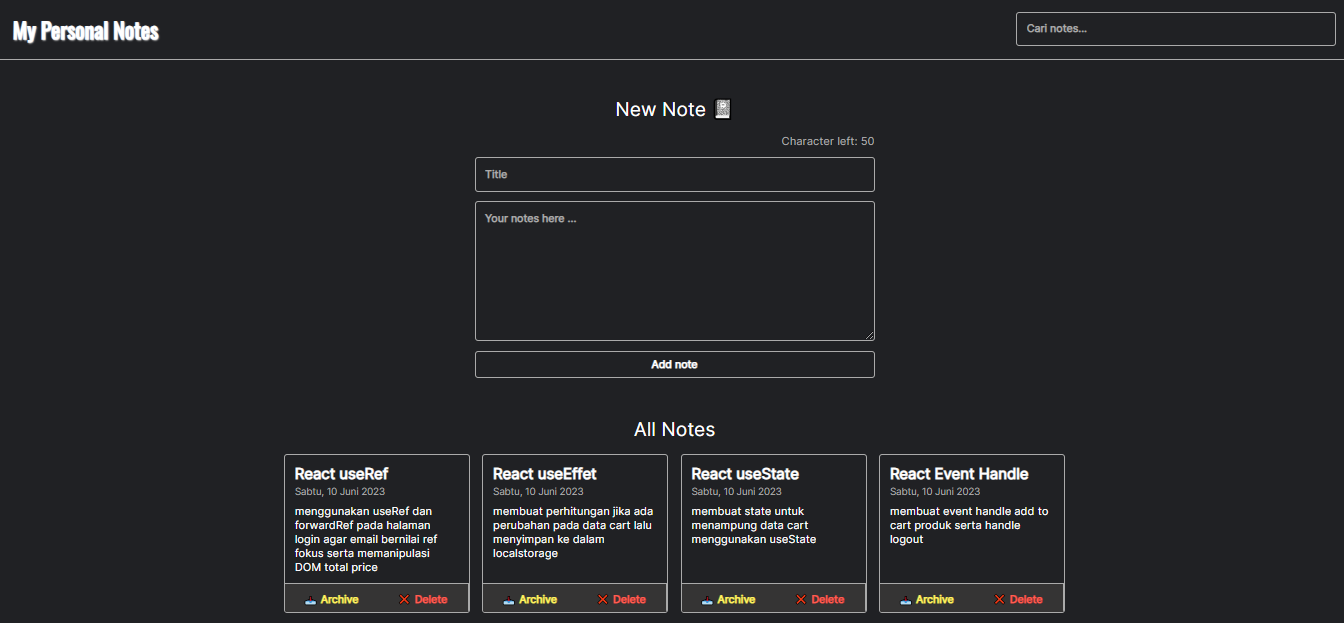 My Personal Notes
Cari notes...
New Note
Character left: 50
Title
Your notes here ...
Add note
All Notes
React useRef
Sabtu, 10 Juni 2023
menggunakan useRef dan
forwardRef pada halaman
login agar email bernilai ref
fokus serta memanipulasi
DOM total price
Archive
Delete
React useEffet
Sabtu, 10 Juni 2023
membuat perhitungan jika ada
perubahan pada data cart lalu
menyimpan ke dalam
localstorage
Archive
Delete
React useState
Sabtu, 10 Juni 2023
membuat state untuk
menampung data cart
menggunakan useState
Archive
Delete
React Event Handle
Sabtu, 10 Juni 2023
membuat event handle add to
cart produk serta handle
logout
Archive
Delete